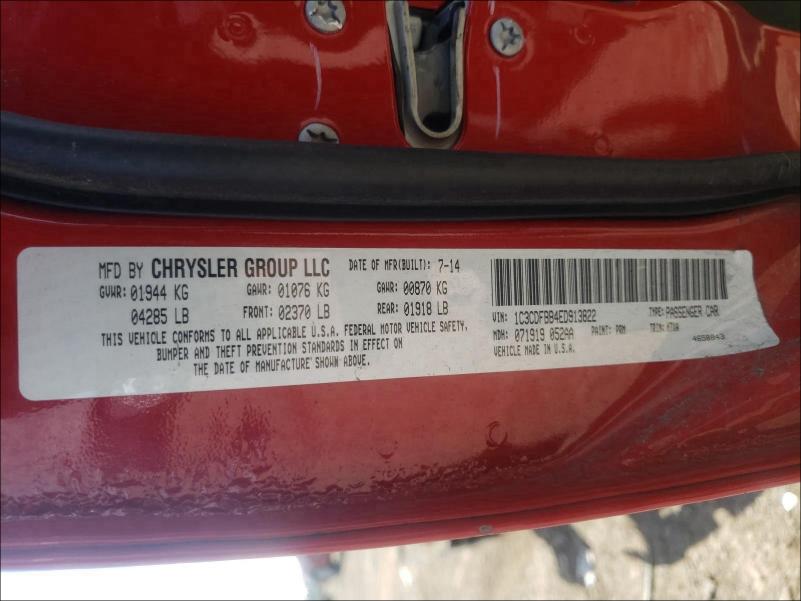 MFD BY CHRYSLER GROUP LLC DATE OF MFR(BUILT): 7-14
GVWR: 01944 KG GAWR: 01076 KG GAWR: 00870 KG
04285 LB FRONT: 02370 LB REAR: 01918 LB
THIS VEHICLE CONFORMS TO ALL APPLICABLE U.S.A. FEDERAL MOTOR VEHICLE SAFETY,
BUMPER AND THEFT PREVENTION STANDARDS IN EFFECT ON
THE DATE OF MANUFACTURE SHOWN ABOVE.
VIN: 1C3CDFBB4ED913822 TYPE: PASSENGER CAR
MDH: 071919 052AA PAINT: PRM TRIM:
VEHICLE MADE IN U.S.A. 4658843